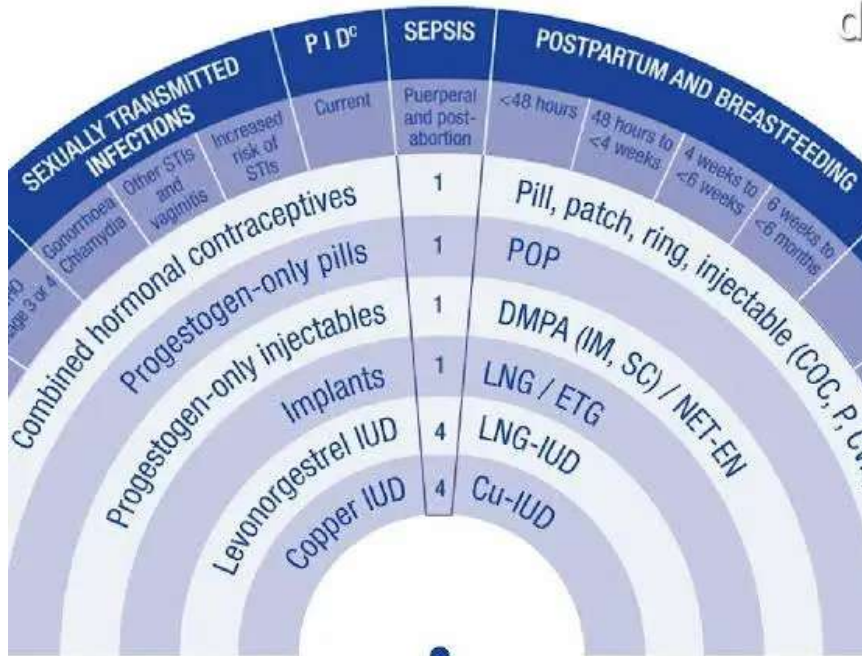 d
SEXUALLY TRANSMITTED
INFECTIONS
P I Dᶜ
SEPSIS
POSTPARTUM AND BREASTFEEDING
Gonorrhoea
Chlamydia
Other STIs
and
vaginitis
Increased
risk of
STIs
Current
Puerperal
and post-
abortion
<48 hours
48 hours to
<4 weeks
4 weeks to
<6 weeks
6 weeks to
<6 months
3 or 4
Combined hormonal contraceptives
1
Pill, patch, ring, injectable (COC, P,
Progestogen-only pills
1
POP
Progestogen-only injectables
1
DMPA (IM, SC) / NET-EN
Implants
1
LNG / ETG
Levonorgestrel IUD
4
LNG-IUD
Copper IUD
4
Cu-IUD